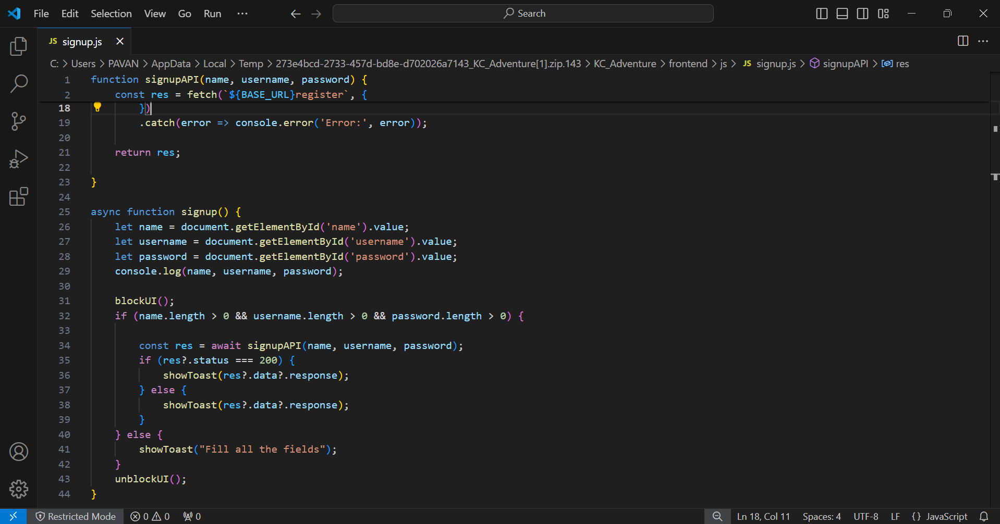 File Edit Selection View Go Run ··· Search
JS signup.js
C: > Users > PAVAN > AppData > Local > Temp > 273e4bcd-2733-457d-bd8e-d702026a7143_KC_Adventure[1].zip.143 > KC_Adventure > frontend > js > JS signup.js > signupAPI > res
1 function signupAPI(name, username, password) {
2 const res = fetch(`${BASE_URL}register`, {
18 })
19 .catch(error => console.error('Error:', error));
20
21 return res;
22
23 }
24
25 async function signup() {
26 let name = document.getElementById('name').value;
27 let username = document.getElementById('username').value;
28 let password = document.getElementById('password').value;
29 console.log(name, username, password);
30
31 blockUI();
32 if (name.length > 0 && username.length > 0 && password.length > 0) {
33
34 const res = await signupAPI(name, username, password);
35 if (res?.status === 200) {
36 showToast(res?.data?.response);
37 } else {
38 showToast(res?.data?.response);
39 }
40 } else {
41 showToast("Fill all the fields");
42 }
43 unblockUI();
44 }
Restricted Mode 0 0 0 Ln 18, Col 11 Spaces: 4 UTF-8 LF {} JavaScript